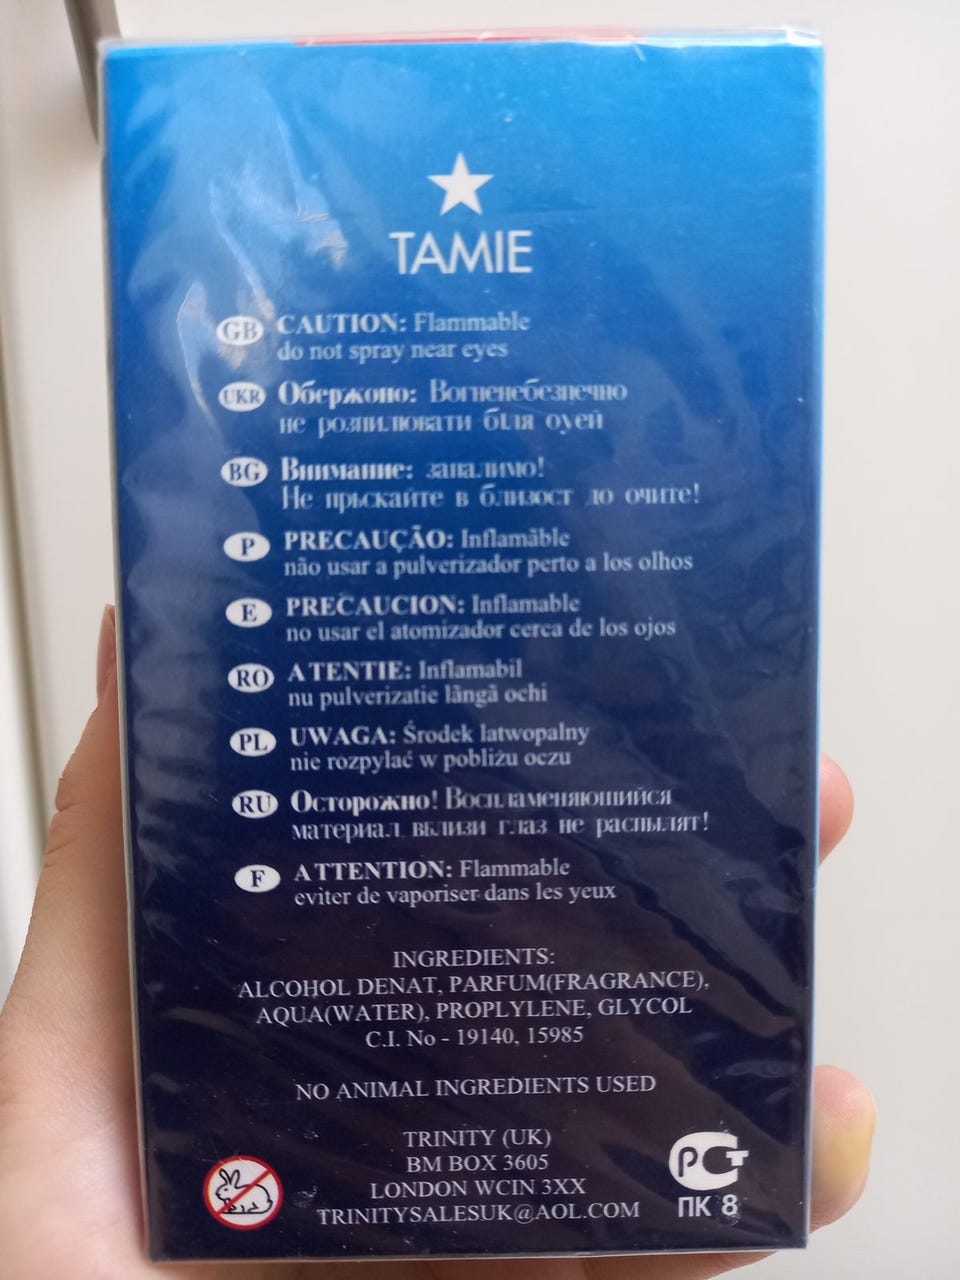 TAMIE
GB CAUTION: Flammable
do not spray near eyes
UKR Обержоно: Вогненебезпечно
не розпилювати біля оуей
BG Внимание: запалимо!
Не пръскайте в близост до очите!
P PRECAUÇÃO: Inflamãble
não usar a pulverizador perto a los olhos
E PRECAUCION: Inflamable
no usar el atomizador cerca de los ojos
RO ATENTIE: Inflamabil
nu pulverizatie lãngã ochi
PL UWAGA: Środek latwopalny
nie rozpylać w pobliżu oczu
RU Осторожно! Воспламеняющийся
материал, вблизи глаз не распылят!
F ATTENTION: Flammable
eviter de vaporiser dans les yeux
INGREDIENTS:
ALCOHOL DENAT, PARFUM(FRAGRANCE),
AQUA(WATER), PROPLYLENE, GLYCOL
C.I. No - 19140, 15985
NO ANIMAL INGREDIENTS USED
TRINITY (UK)
BM BOX 3605
LONDON WCIN 3XX
TRINITYSALESUK@AOL.COM
РСТ
ПК 8